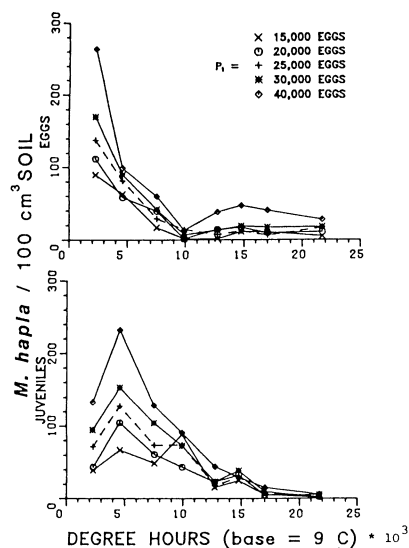 300
200
100
0
EGGS
0 5 10 15 20 25
P₁ =
× 15,000 EGGS
○ 20,000 EGGS
+ 25,000 EGGS
✳ 30,000 EGGS
◇ 40,000 EGGS
M. hapla / 100 cm³ SOIL
300
200
100
0
JUVENILES
0 5 10 15 20 25
DEGREE HOURS (base = 9 C) * 10³